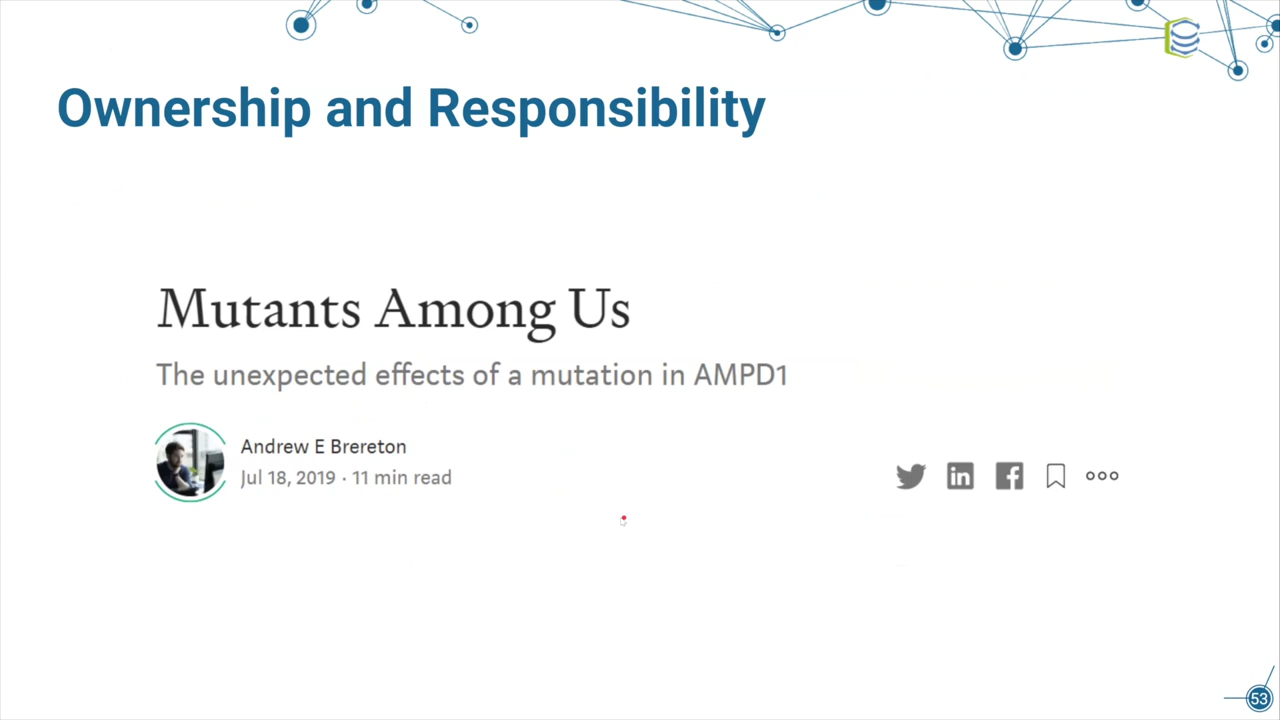 Ownership and Responsibility
Mutants Among Us
The unexpected effects of a mutation in AMPD1
Andrew E Brereton
Jul 18, 2019 · 11 min read
53